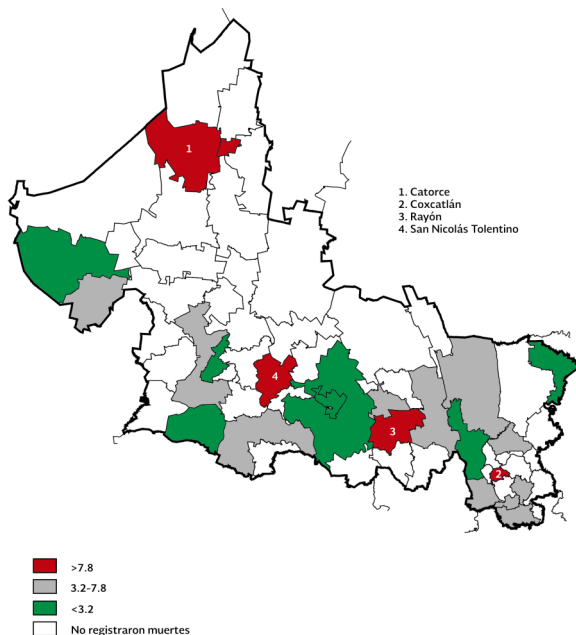 1
1. Catorce
2. Coxcatlán
3. Rayón
4. San Nicolás Tolentino
4
3
2
>7.8
3.2-7.8
<3.2
No registraron muertes